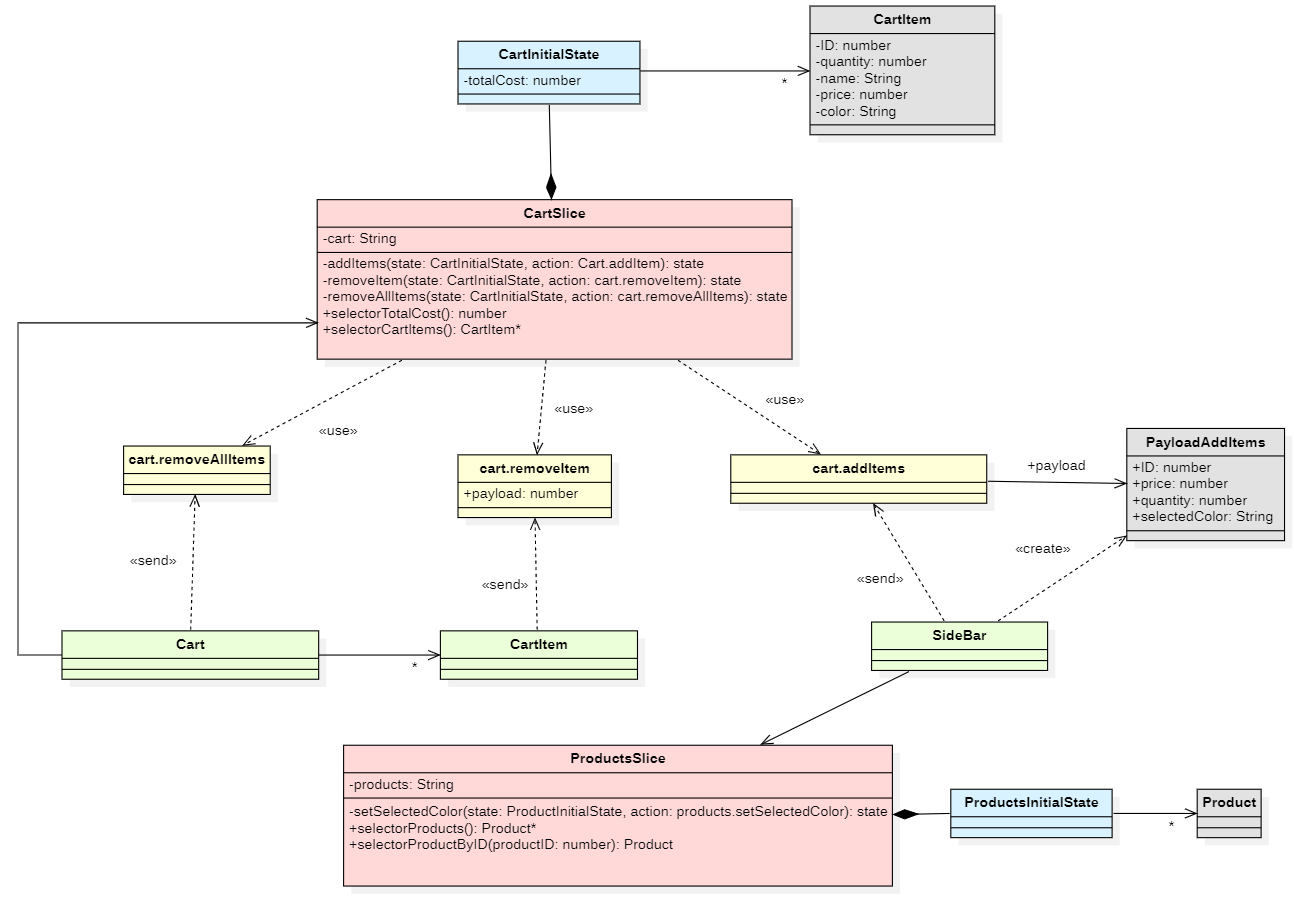 CartItem
-ID: number
-quantity: number
-name: String
-price: number
-color: String
CartInitialState
-totalCost: number
*
CartSlice
-cart: String
-addItems(state: CartInitialState, action: Cart.addItem): state
-removeItem(state: CartInitialState, action: cart.removeItem): state
-removeAllItems(state: CartInitialState, action: cart.removeAllItems): state
+selectorTotalCost(): number
+selectorCartItems(): CartItem*
«use»
«use»
«use»
cart.removeAllItems
cart.removeItem
+payload: number
cart.addItems
+payload
PayloadAddItems
+ID: number
+price: number
+quantity: number
+selectedColor: String
«send»
«send»
«send»
«create»
Cart
*
CartItem
SideBar
ProductsSlice
-products: String
-setSelectedColor(state: ProductInitialState, action: products.setSelectedColor): state
+selectorProducts(): Product*
+selectorProductByID(productID: number): Product
ProductsInitialState
*
Product